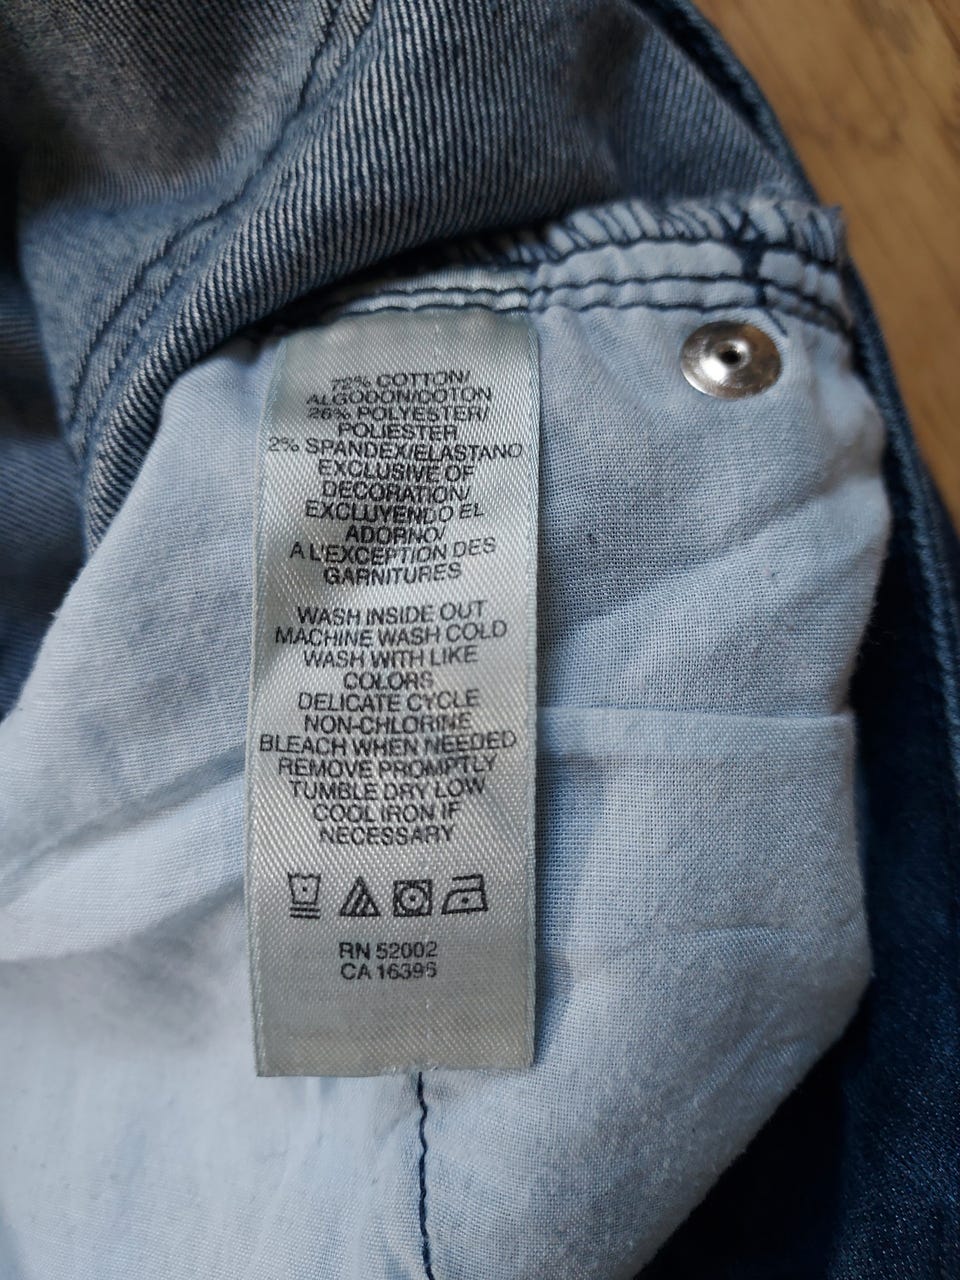 72% COTTON/
ALGODON/COTON
26% POLYESTER/
POLIESTER
2% SPANDEX/ELASTANO
EXCLUSIVE OF
DECORATION/
EXCLUYENDO EL
ADORNO/
A L'EXCEPTION DES
GARNITURES
WASH INSIDE OUT
MACHINE WASH COLD
WASH WITH LIKE
COLORS
DELICATE CYCLE
NON-CHLORINE
BLEACH WHEN NEEDED
REMOVE PROMPTLY
TUMBLE DRY LOW
COOL IRON IF
NECESSARY
RN 52002
CA 16395